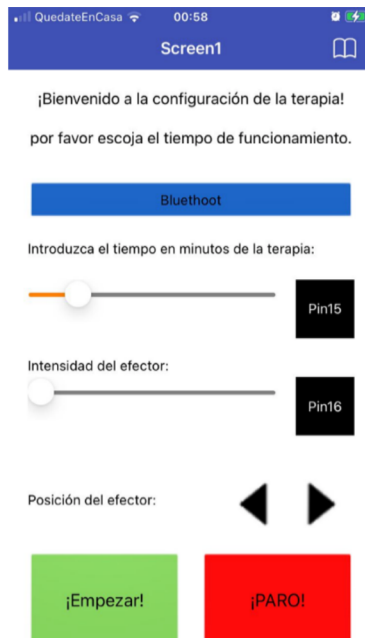 QuedateEnCasa 00:58
Screen1
¡Bienvenido a la configuración de la terapia!
por favor escoja el tiempo de funcionamiento.
Bluethoot
Introduzca el tiempo en minutos de la terapia:
Pin15
Intensidad del efector:
Pin16
Posición del efector:
¡Empezar! ¡PARO!